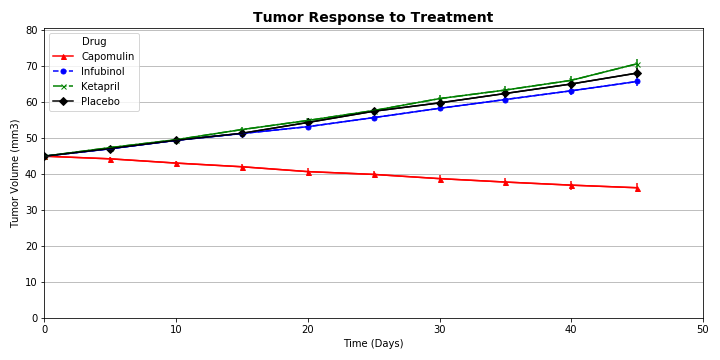 Tumor Response to Treatment
Drug
Capomulin
Infubinol
Ketapril
Placebo
Tumor Volume (mm3)
80
70
60
50
40
30
20
10
0
0 10 20 30 40 50
Time (Days)